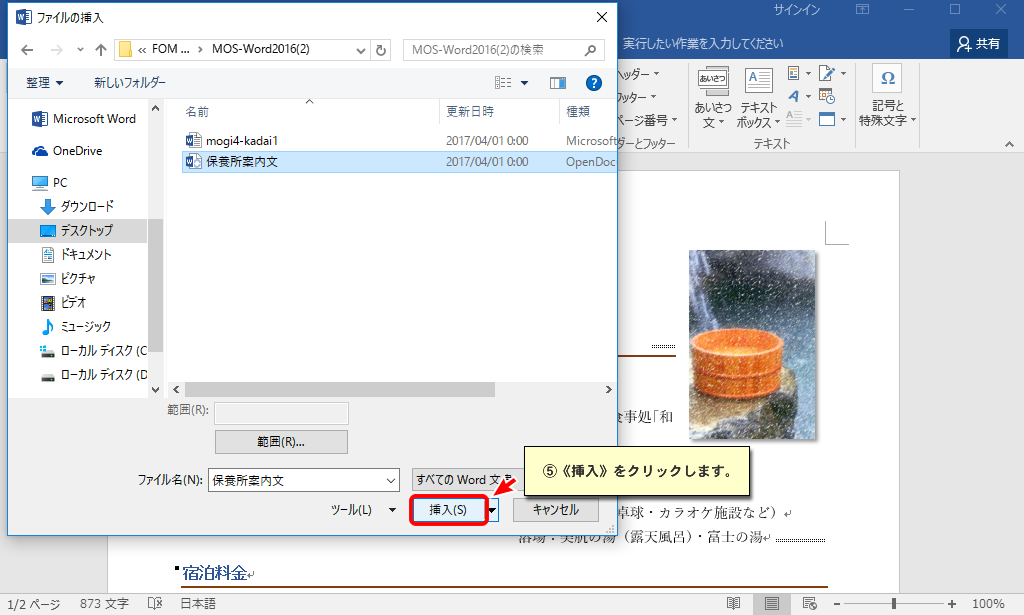 ファイルの挿入
サインイン
« FOM ... › MOS-Word2016(2)
MOS-Word2016(2)の検索
実行したい作業を入力してください
共有
整理
新しいフォルダー
ヘッダー
フッター
ページ番号
あいさつ
あいさつ文
テキストボックス
テキスト
Ω
記号と
特殊文字
Microsoft Word
OneDrive
PC
ダウンロード
デスクトップ
ドキュメント
ピクチャ
ビデオ
ミュージック
ローカル ディスク (C
ローカル ディスク (D
名前
更新日時
種類
mogi4-kadai1
2017/04/01 0:00
Microsoft
保養所案内文
2017/04/01 0:00
OpenDoc
範囲(R):
範囲(R)...
ファイル名(N):
保養所案内文
すべての Word 文
ツール(L)
挿入(S)
キャンセル
⑤《挿入》をクリックします。
食事処「和
卓球・カラオケ施設など）
浴場：美肌の湯（露天風呂）・富士の湯
宿泊料金
1/2 ページ
873 文字
日本語
100%